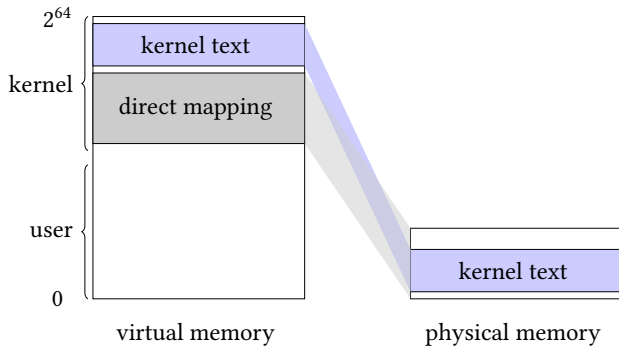 2^64
kernel text
kernel
direct mapping
user
kernel text
0
virtual memory
physical memory